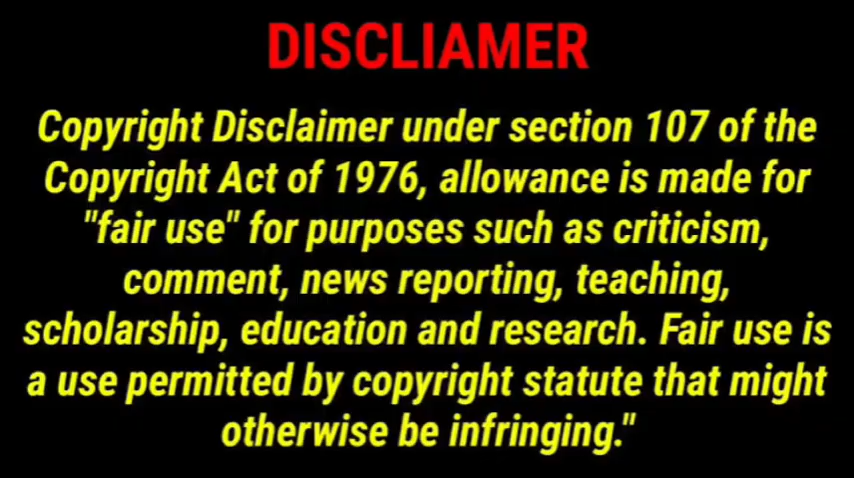 DISCLIAMER
Copyright Disclaimer under section 107 of the
Copyright Act of 1976, allowance is made for
"fair use" for purposes such as criticism,
comment, news reporting, teaching,
scholarship, education and research. Fair use is
a use permitted by copyright statute that might
otherwise be infringing."